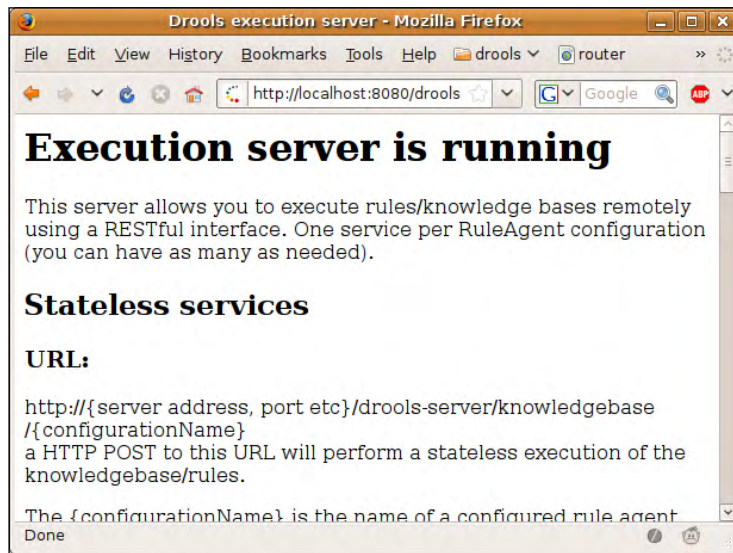 Drools execution server - Mozilla Firefox
File Edit View History Bookmarks Tools Help drools router »
http://localhost:8080/drools G Google ABP
Execution server is running
This server allows you to execute rules/knowledge bases remotely
using a RESTful interface. One service per RuleAgent configuration
(you can have as many as needed).
Stateless services
URL:
http://{server address, port etc}/drools-server/knowledgebase
/{configurationName}
a HTTP POST to this URL will perform a stateless execution of the
knowledgebase/rules.
The {configurationName} is the name of a configured rule agent
Done